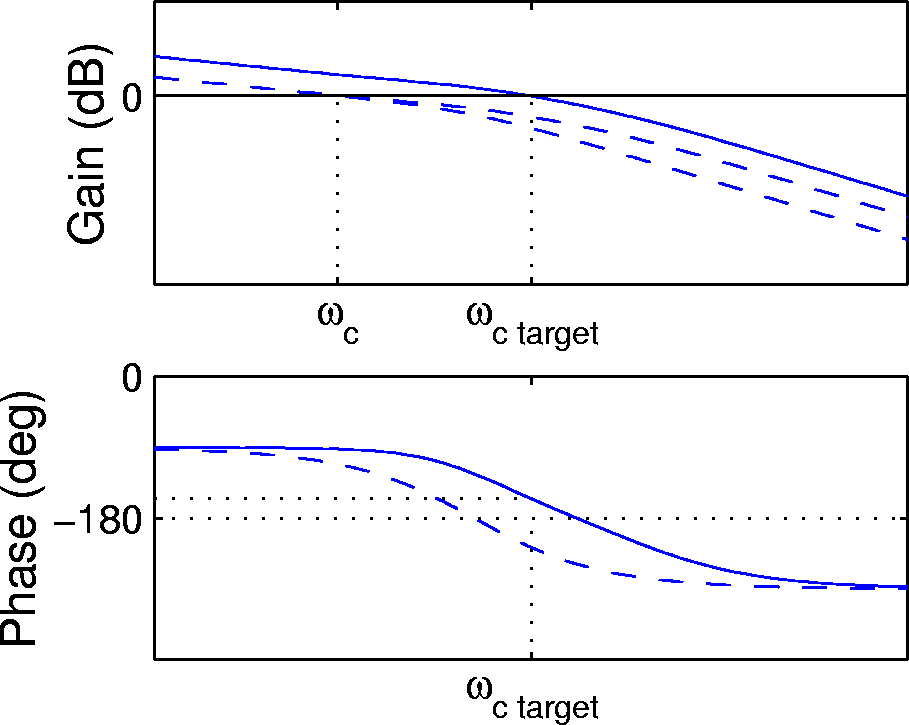 Gain (dB)
0
ωc
ωc target
Phase (deg)
0
−180
ωc target